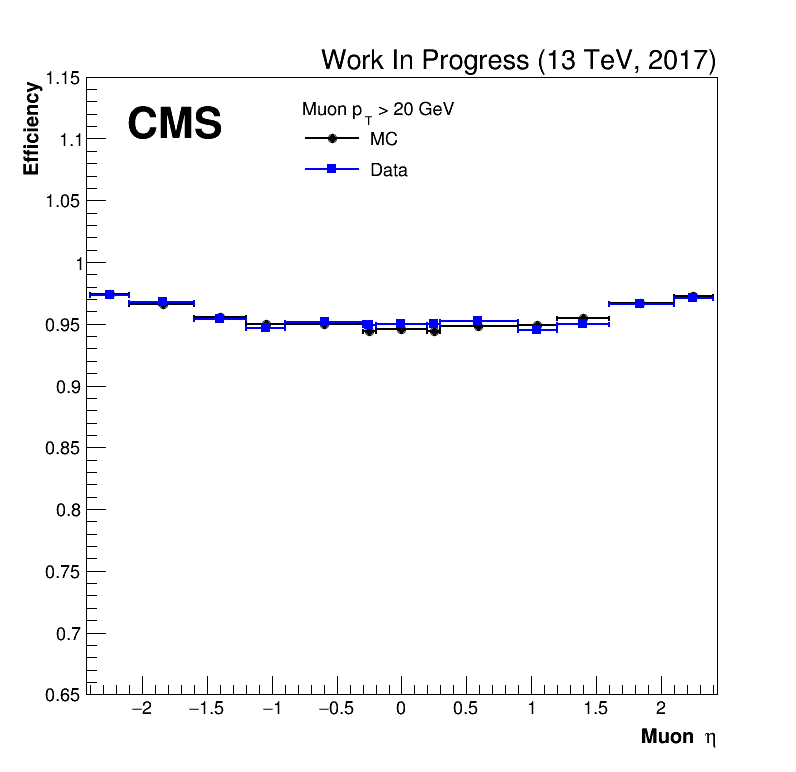 Work In Progress (13 TeV, 2017)
CMS
Muon pT > 20 GeV
MC
Data
Efficiency
1.15
1.1
1.05
1
0.95
0.9
0.85
0.8
0.75
0.7
0.65
−2 −1.5 −1 −0.5 0 0.5 1 1.5 2
Muon η